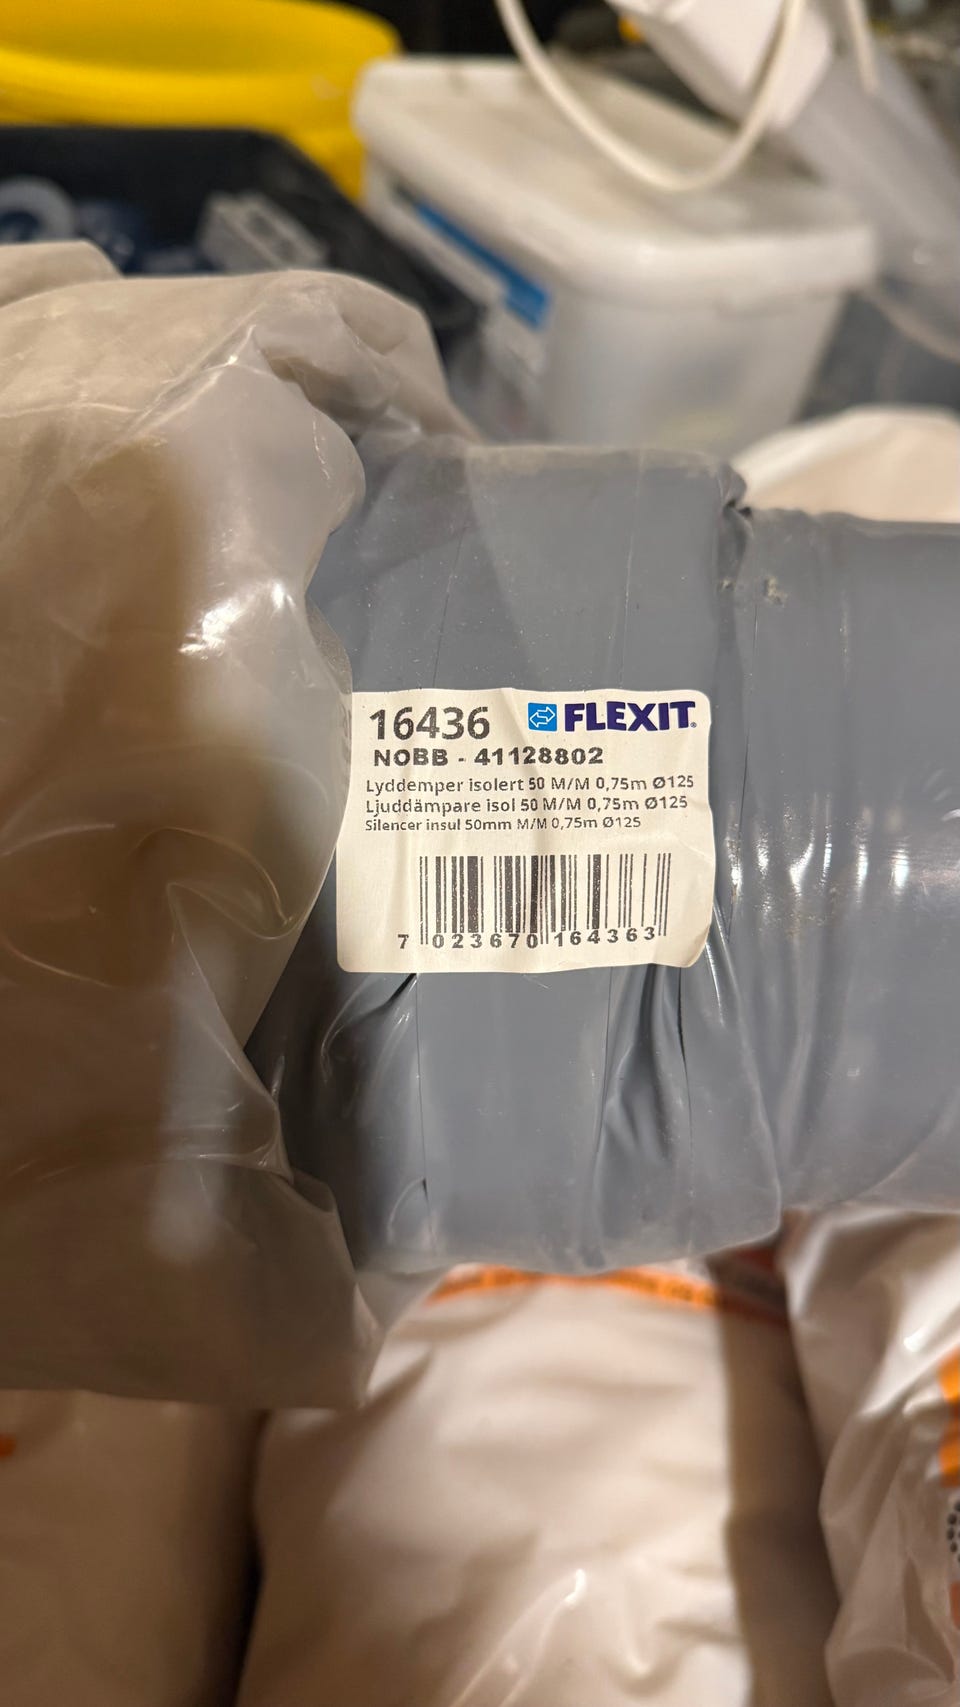 16436 FLEXIT®
NOBB - 41128802
Lyddemper isolert 50 M/M 0,75m Ø125
Ljuddämpare isol 50 M/M 0,75m Ø125
Silencer insul 50mm M/M 0,75m Ø125
7 023670 164363